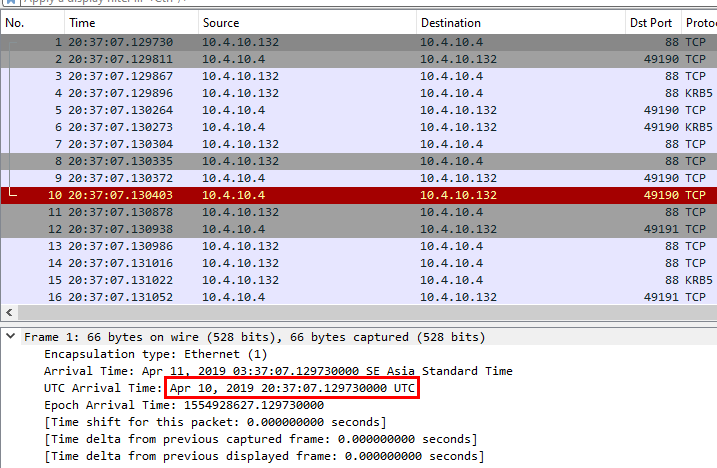 Apply a display filter ... <Ctrl-/>
No. Time Source Destination Dst Port Protoc
1 20:37:07.129730 10.4.10.132 10.4.10.4 88 TCP
2 20:37:07.129811 10.4.10.4 10.4.10.132 49190 TCP
3 20:37:07.129867 10.4.10.132 10.4.10.4 88 TCP
4 20:37:07.129896 10.4.10.132 10.4.10.4 88 KRB5
5 20:37:07.130264 10.4.10.4 10.4.10.132 49190 TCP
6 20:37:07.130273 10.4.10.4 10.4.10.132 49190 KRB5
7 20:37:07.130304 10.4.10.132 10.4.10.4 88 TCP
8 20:37:07.130335 10.4.10.132 10.4.10.4 88 TCP
9 20:37:07.130372 10.4.10.4 10.4.10.132 49190 TCP
10 20:37:07.130403 10.4.10.4 10.4.10.132 49190 TCP
11 20:37:07.130878 10.4.10.132 10.4.10.4 88 TCP
12 20:37:07.130938 10.4.10.4 10.4.10.132 49191 TCP
13 20:37:07.130986 10.4.10.132 10.4.10.4 88 TCP
14 20:37:07.131016 10.4.10.132 10.4.10.4 88 TCP
15 20:37:07.131022 10.4.10.132 10.4.10.4 88 KRB5
16 20:37:07.131052 10.4.10.4 10.4.10.132 49191 TCP
Frame 1: 66 bytes on wire (528 bits), 66 bytes captured (528 bits)
Encapsulation type: Ethernet (1)
Arrival Time: Apr 11, 2019 03:37:07.129730000 SE Asia Standard Time
UTC Arrival Time: Apr 10, 2019 20:37:07.129730000 UTC
Epoch Arrival Time: 1554928627.129730000
[Time shift for this packet: 0.000000000 seconds]
[Time delta from previous captured frame: 0.000000000 seconds]
[Time delta from previous displayed frame: 0.000000000 seconds]